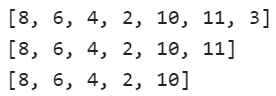 [8, 6, 4, 2, 10, 11, 3]
[8, 6, 4, 2, 10, 11]
[8, 6, 4, 2, 10]